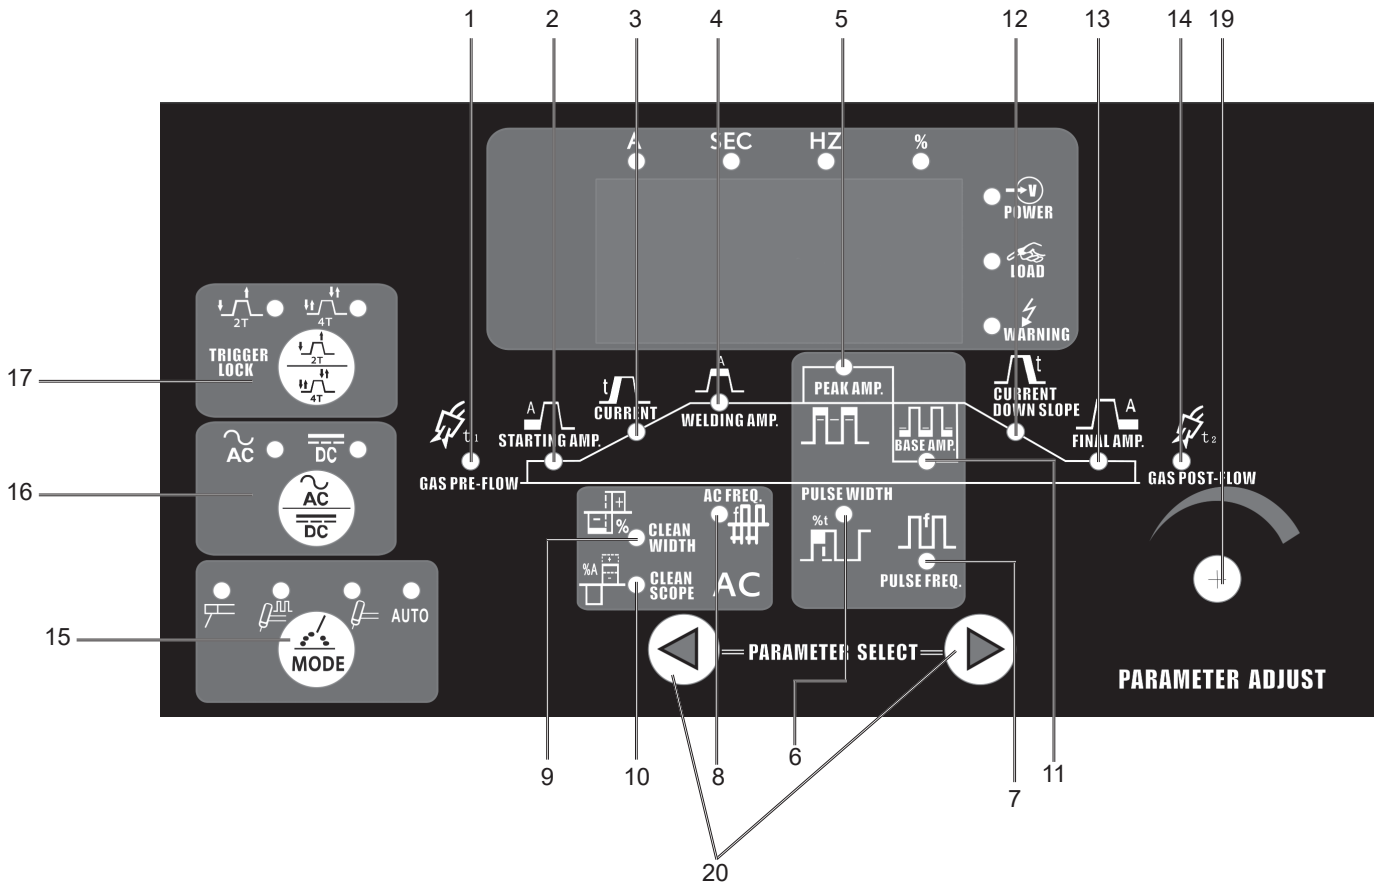 1 2 3 4 5 12 13 14 19
A SEC HZ %
V
POWER
LOAD
WARNING
2T 4T
TRIGGER
LOCK
2T
4T
17
t
CURRENT
A
WELDING AMP.
PEAK AMP.
t
CURRENT
DOWN SLOPE
A
STARTING AMP.
BASE AMP.
A
FINAL AMP.
t1
GAS PRE-FLOW
t2
GAS POST-FLOW
AC DC
AC
DC
16
+
-
%
CLEAN
WIDTH
AC FREQ.
f
%A
+
-
CLEAN
SCOPE
AC
PULSE WIDTH
%t
f
PULSE FREQ.
AUTO
MODE
15
PARAMETER SELECT
PARAMETER ADJUST
9 10 8 6 7 11
20